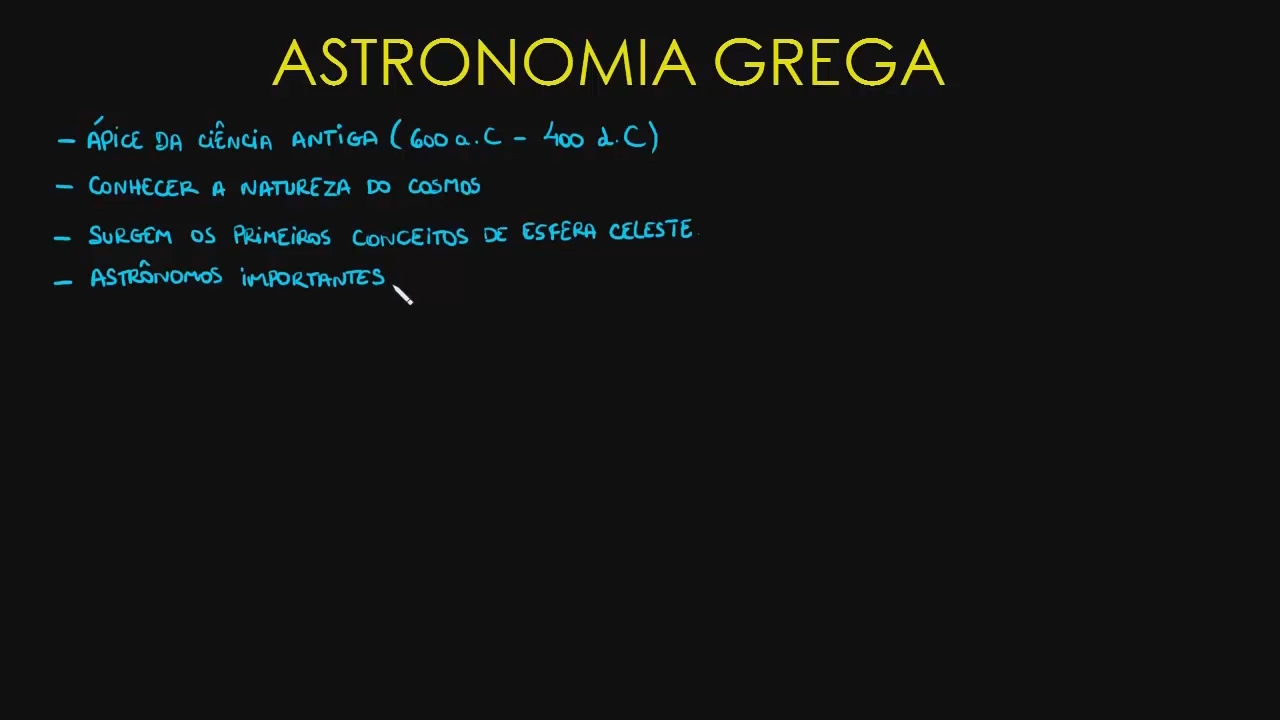 ASTRONOMIA GREGA
- ÁPICE DA CIÊNCIA ANTIGA (600 a.C - 400 d.C)
- CONHECER A NATUREZA DO COSMOS
- SURGEM OS PRIMEIROS CONCEITOS DE ESFERA CELESTE.
- ASTRÔNOMOS IMPORTANTES